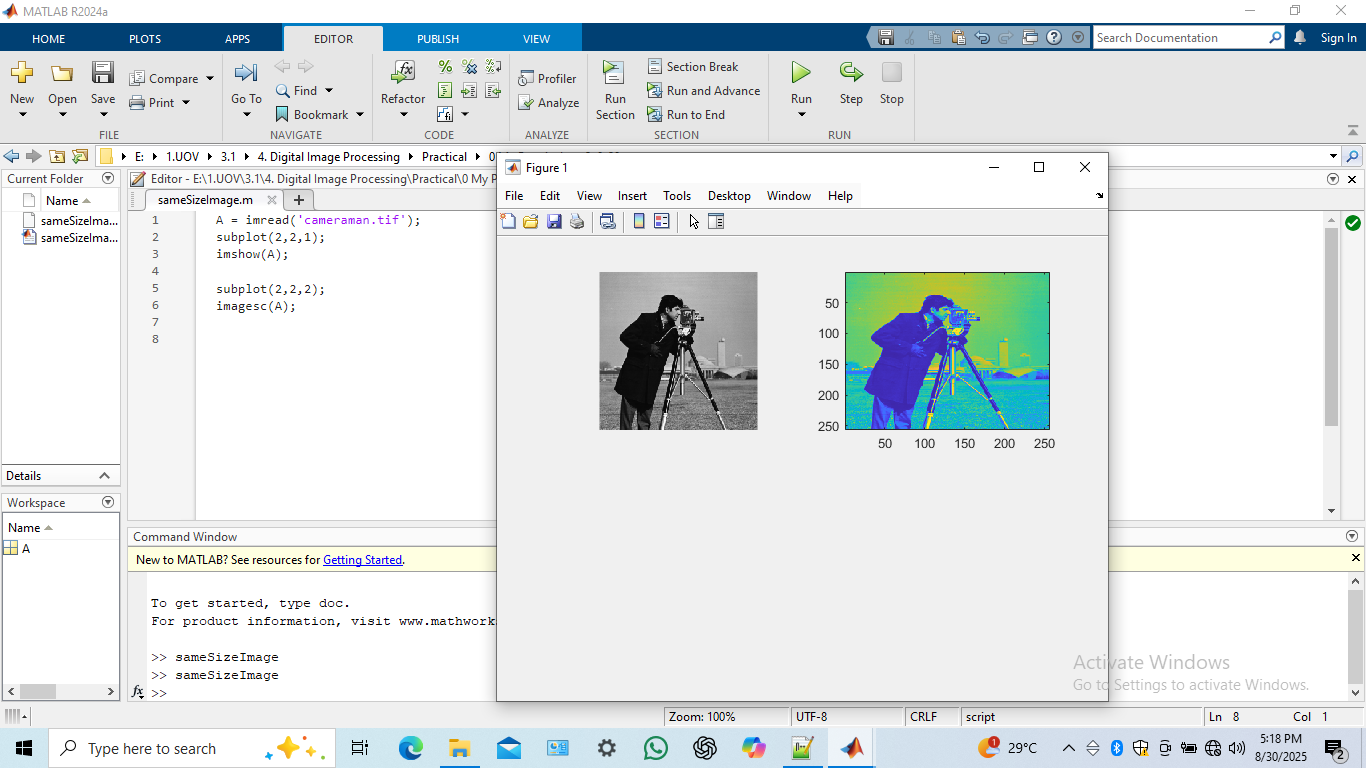 MATLAB R2024a
HOME PLOTS APPS EDITOR PUBLISH VIEW Search Documentation Sign In
New Open Save Compare Print Go To Find Bookmark Refactor Profiler Analyze Run Section Section Break Run and Advance Run to End Run Step Stop
FILE NAVIGATE CODE ANALYZE SECTION RUN
E: 1.UOV 3.1 4. Digital Image Processing Practical
Current Folder
Name
sameSizeIma...
sameSizeIma...
Details
Workspace
Name
A
Editor - E:\1.UOV\3.1\4. Digital Image Processing\Practical\0 My P
sameSizeImage.m
1 A = imread('cameraman.tif');
2 subplot(2,2,1);
3 imshow(A);
4
5 subplot(2,2,2);
6 imagesc(A);
7
8
Figure 1
File Edit View Insert Tools Desktop Window Help
50
100
150
200
250
50 100 150 200 250
Command Window
New to MATLAB? See resources for Getting Started.
To get started, type doc.
For product information, visit www.mathwork
>> sameSizeImage
>> sameSizeImage
fx >>
Activate Windows
Go to Settings to activate Windows.
Zoom: 100% UTF-8 CRLF script Ln 8 Col 1
Type here to search
1 29°C
5:18 PM
8/30/2025
2